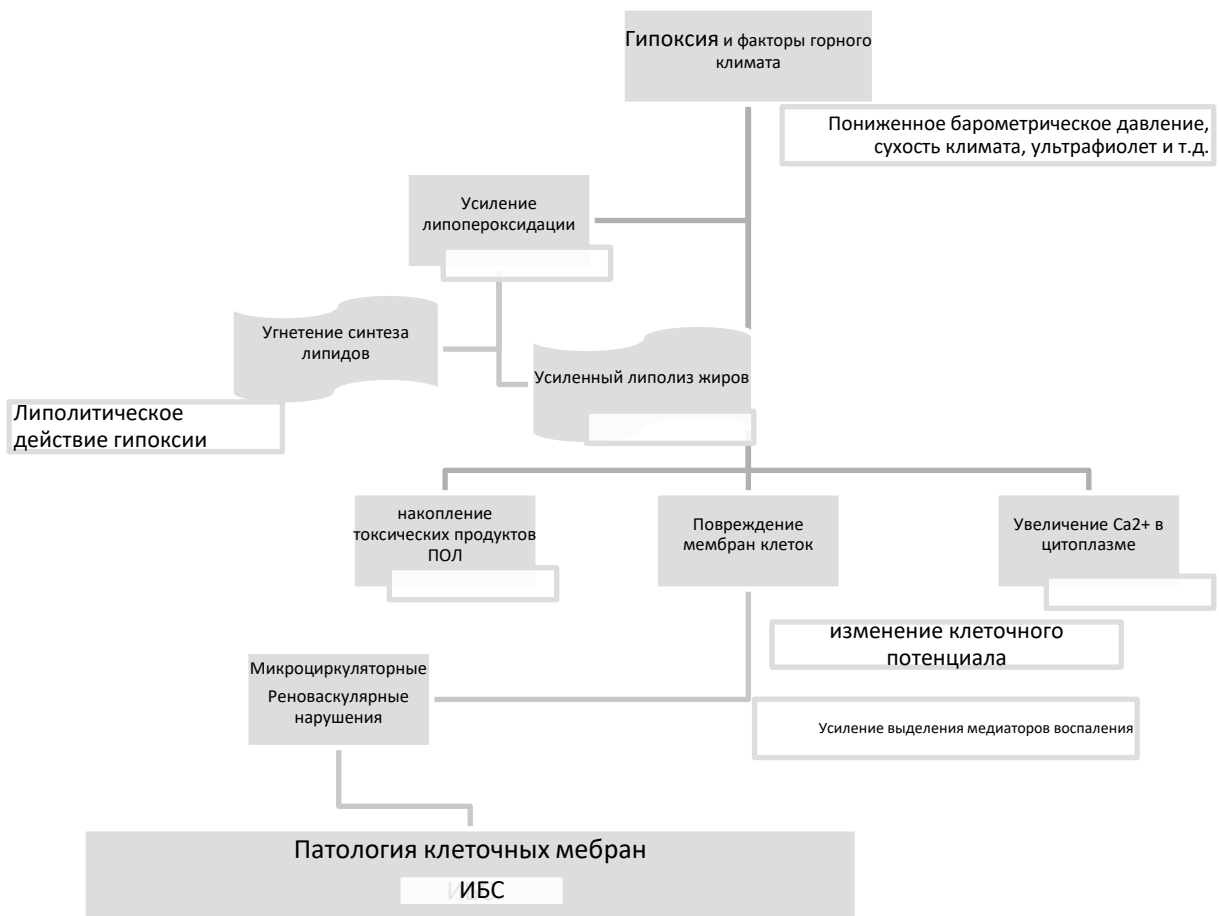 Гипоксия и факторы горного
климата
Пониженное барометрическое давление,
сухость климата, ультрафиолет и т.д.
Усиление
липопероксидации
Угнетение синтеза
липидов
Усиленный липолиз жиров
Липолитическое
действие гипоксии
накопление
токсических продуктов
ПОЛ
Повреждение
мембран клеток
Увеличение Ca2+ в
цитоплазме
изменение клеточного
потенциала
Микроциркуляторные
Реноваскулярные
нарушения
Усиление выделения медиаторов воспаления
Патология клеточных мебран
ИБС